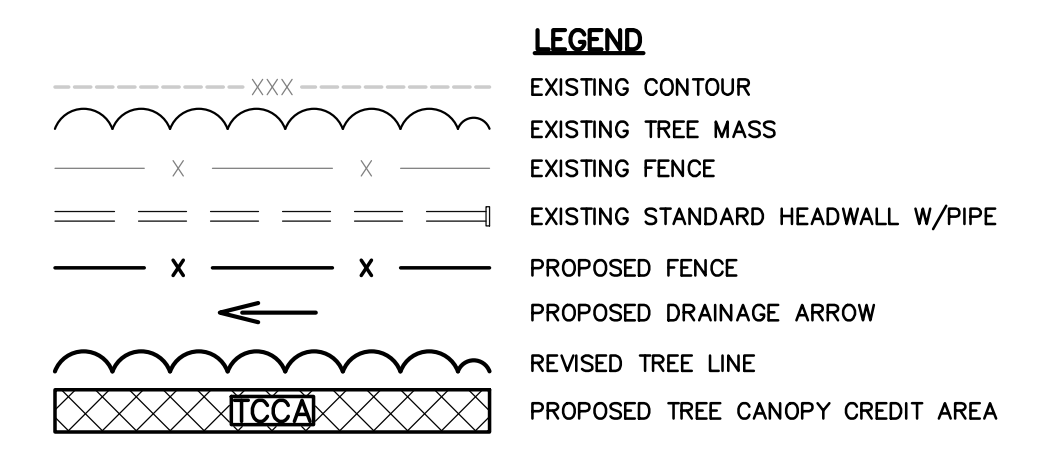 LEGEND
XXX EXISTING CONTOUR
EXISTING TREE MASS
X X EXISTING FENCE
EXISTING STANDARD HEADWALL W/PIPE
X X PROPOSED FENCE
PROPOSED DRAINAGE ARROW
REVISED TREE LINE
TCCA PROPOSED TREE CANOPY CREDIT AREA